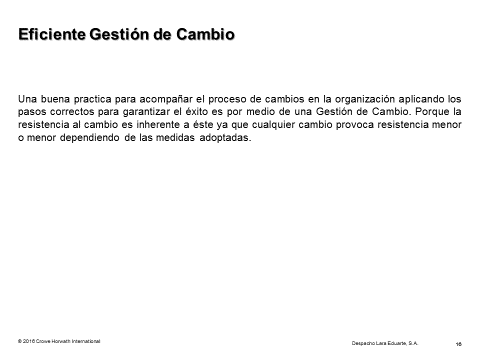 Eficiente Gestión de Cambio
Una buena practica para acompañar el proceso de cambios en la organización aplicando los
pasos correctos para garantizar el éxito es por medio de una Gestión de Cambio. Porque la
resistencia al cambio es inherente a éste ya que cualquier cambio provoca resistencia menor
o menor dependiendo de las medidas adoptadas.
© 2016 Crowe Horwath International
Despacho Lara Eduarte, S.A.
16